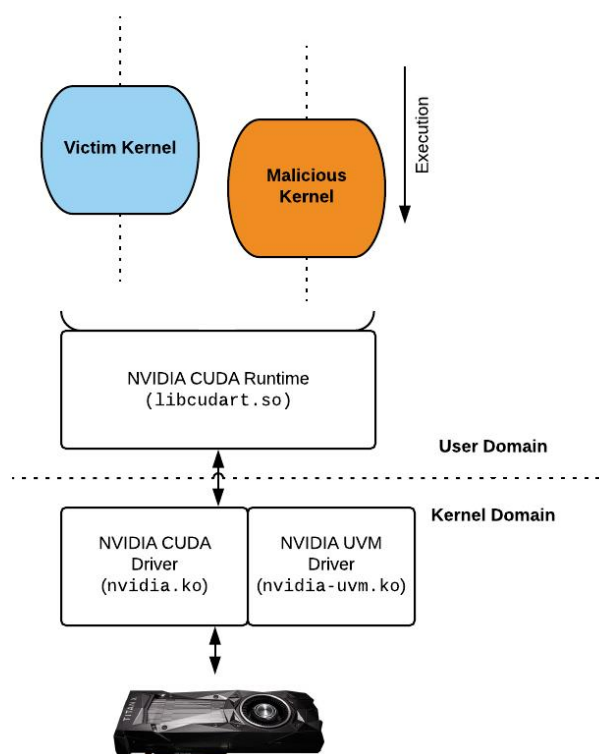 Victim Kernel
Malicious
Kernel
Execution
NVIDIA CUDA Runtime
(libcudart.so)
User Domain
Kernel Domain
NVIDIA CUDA
Driver
(nvidia.ko)
NVIDIA UVM
Driver
(nvidia-uvm.ko)
TITAN X